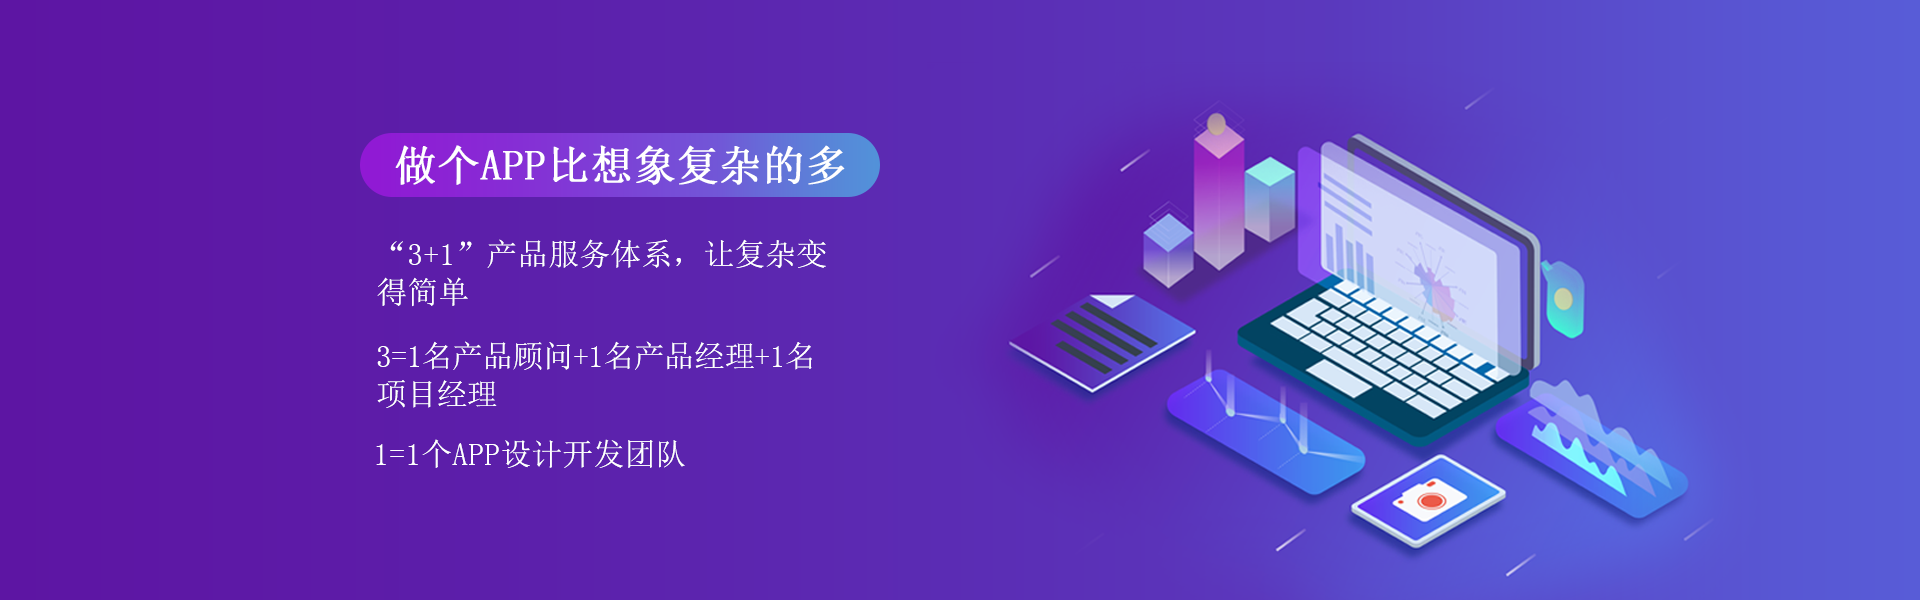 做个APP比想象复杂的多
“3+1”产品服务体系，让复杂变
得简单
3=1名产品顾问+1名产品经理+1名
项目经理
1=1个APP设计开发团队